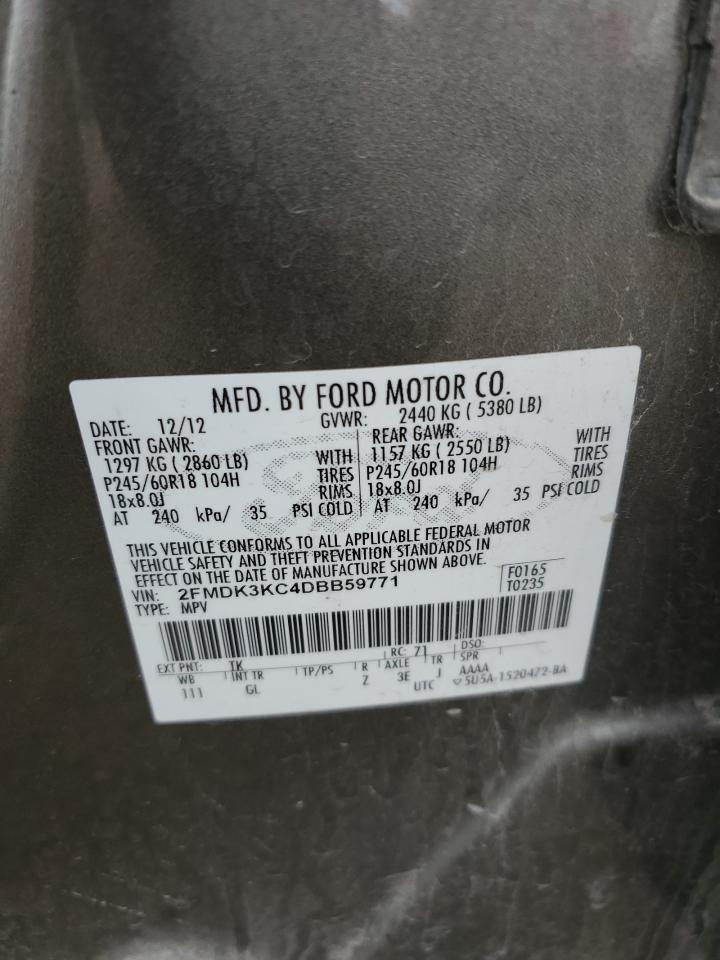 MFD. BY FORD MOTOR CO.
DATE: 12/12 GVWR: 2440 KG ( 5380 LB)
FRONT GAWR: REAR GAWR:
1297 KG ( 2860 LB) WITH 1157 KG ( 2550 LB) WITH
P245/60R18 104H TIRES P245/60R18 104H TIRES
18x8.0J RIMS 18x8.0J RIMS
AT 240 kPa/ 35 PSI COLD AT 240 kPa/ 35 PSI COLD
Ford
THIS VEHICLE CONFORMS TO ALL APPLICABLE FEDERAL MOTOR
VEHICLE SAFETY AND THEFT PREVENTION STANDARDS IN
EFFECT ON THE DATE OF MANUFACTURE SHOWN ABOVE.
VIN: 2FMDK3KC4DBB59771 F0165
TYPE: MPV T0235
EXT PNT: TK RC: 71 DSO:
WB INT TR TP/PS R AXLE TR SPR
111 GL Z 3E J AAAA
UTC ▽5U5A-1520472-BA